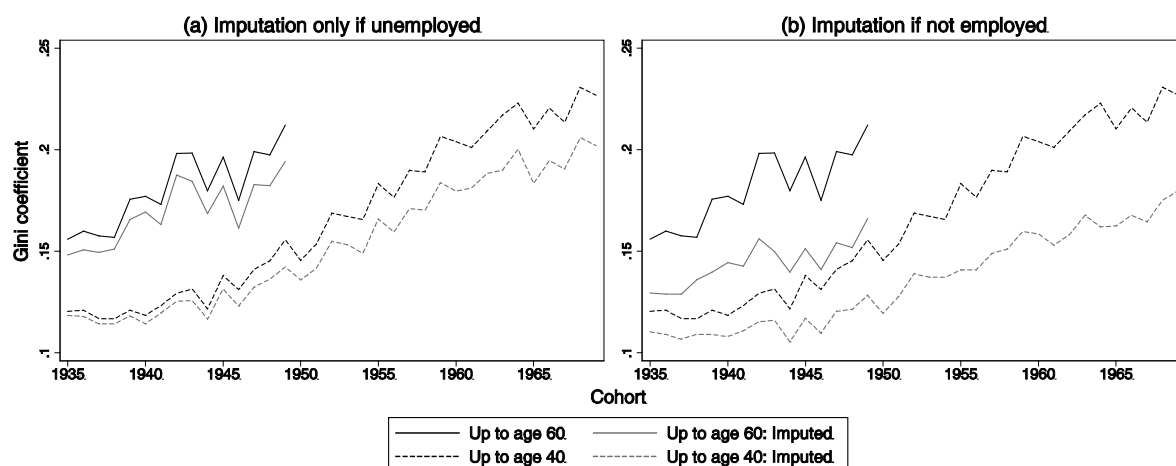 (a) Imputation only if unemployed.
(b) Imputation if not employed.
Gini coefficient
.25
.2
.15
.1
1935.
1940.
1945.
1950.
1955.
1960.
1965.
.25
.2
.15
.1
1935.
1940.
1945.
1950.
1955.
1960.
1965.
Cohort
Up to age 60.
Up to age 60: Imputed.
Up to age 40.
Up to age 40: Imputed.